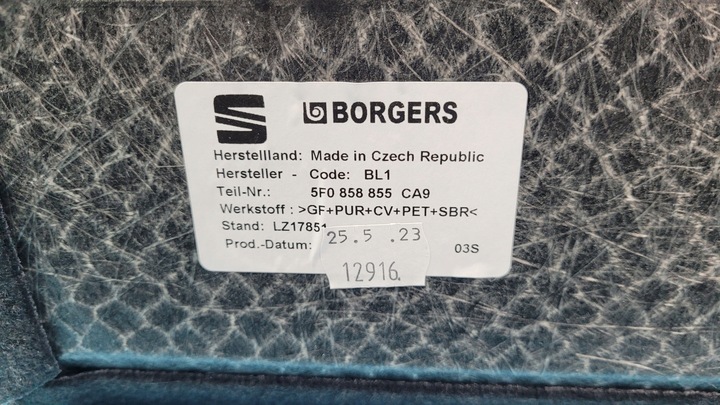 BORGERS
Herstellland: Made in Czech Republic
Hersteller - Code: BL1
Teil-Nr.: 5F0 858 855 CA9
Werkstoff : >GF+PUR+CV+PET+SBR<
Stand: LZ17851
Prod.-Datum: 25.5 .23 03S
12916.